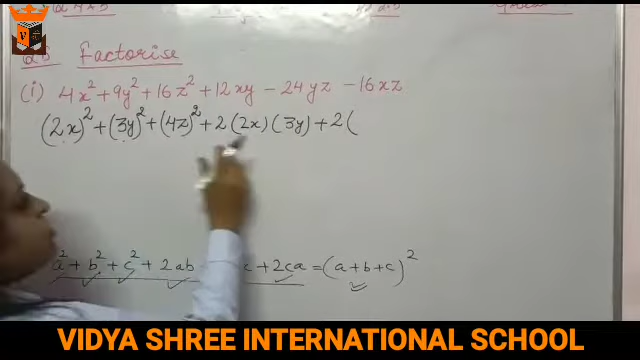 Factorise
(i) 4x² + 9y² + 16z² + 12xy - 24yz - 16xz
(2x)² + (3y)² + (4z)² + 2(2x)(3y) + 2(
a² + b² + c² + 2ab c + 2ca = (a+b+c)²
VIDYA SHREE INTERNATIONAL SCHOOL